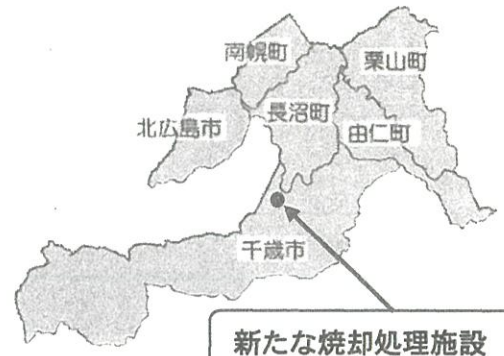 南幌町
栗山町
長沼町
北広島市
由仁町
千歳市
新たな焼却処理施設